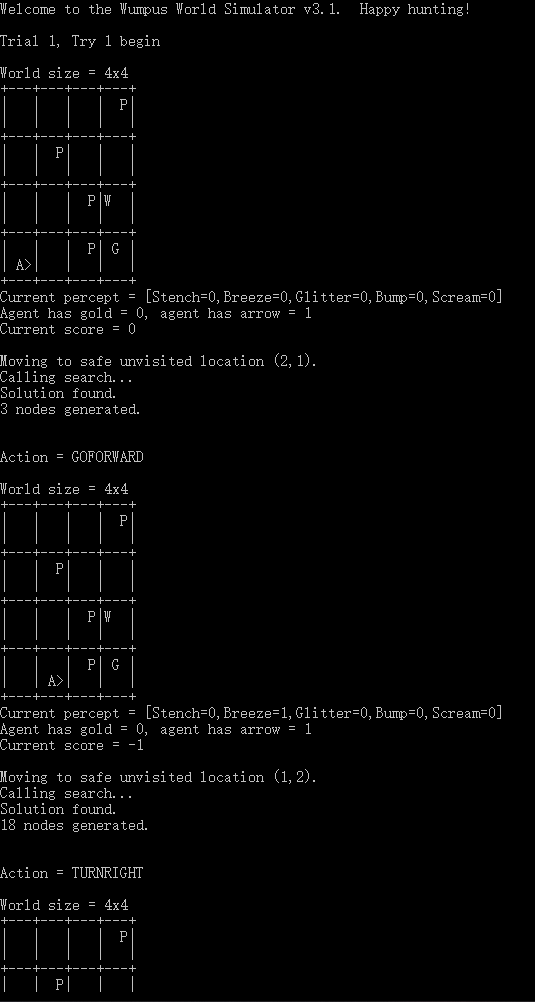 Welcome to the Wumpus World Simulator v3.1.  Happy hunting!
Trial 1, Try 1 begin
World size = 4x4
+---+---+---+---+
|   |   |   |  P|
|   |   |   |   |
+---+---+---+---+
|   |  P|   |   |
|   |   |   |   |
+---+---+---+---+
|   |   |  P|W  |
|   |   |   |   |
+---+---+---+---+
|   |   |  P| G |
| A>|   |   |   |
+---+---+---+---+
Current percept = [Stench=0,Breeze=0,Glitter=0,Bump=0,Scream=0]
Agent has gold = 0, agent has arrow = 1
Current score = 0
Moving to safe unvisited location (2,1).
Calling search...
Solution found.
3 nodes generated.
Action = GOFORWARD
World size = 4x4
+---+---+---+---+
|   |   |   |  P|
|   |   |   |   |
+---+---+---+---+
|   |  P|   |   |
|   |   |   |   |
+---+---+---+---+
|   |   |  P|W  |
|   |   |   |   |
+---+---+---+---+
|   |   |  P| G |
|   | A>|   |   |
+---+---+---+---+
Current percept = [Stench=0,Breeze=1,Glitter=0,Bump=0,Scream=0]
Agent has gold = 0, agent has arrow = 1
Current score = -1
Moving to safe unvisited location (1,2).
Calling search...
Solution found.
18 nodes generated.
Action = TURNRIGHT
World size = 4x4
+---+---+---+---+
|   |   |   |  P|
|   |   |   |   |
+---+---+---+---+
|   |  P|   |   |